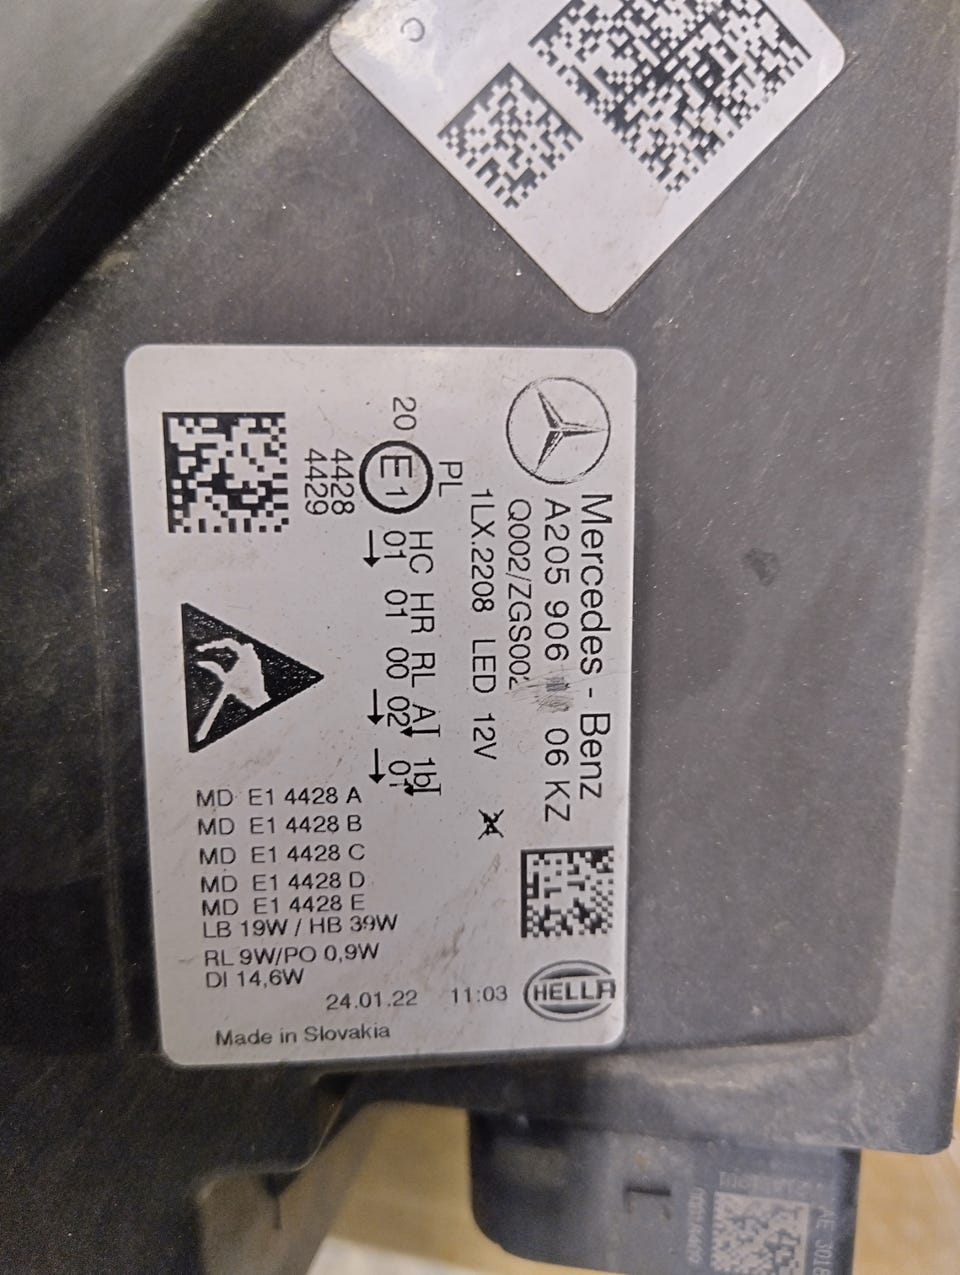 Mercedes - Benz
A205 906 06 KZ
Q002/ZGS002
1LX.2208 LED 12V
PL
HC HR RL AI 1bI
20 E1 01 01 00 02 01
4428
4429
MD E1 4428 A
MD E1 4428 B
MD E1 4428 C
MD E1 4428 D
MD E1 4428 E
LB 19W / HB 39W
RL 9W/PO 0,9W
DI 14,6W
24.01.22 11:03
HELLA
Made in Slovakia
C
L